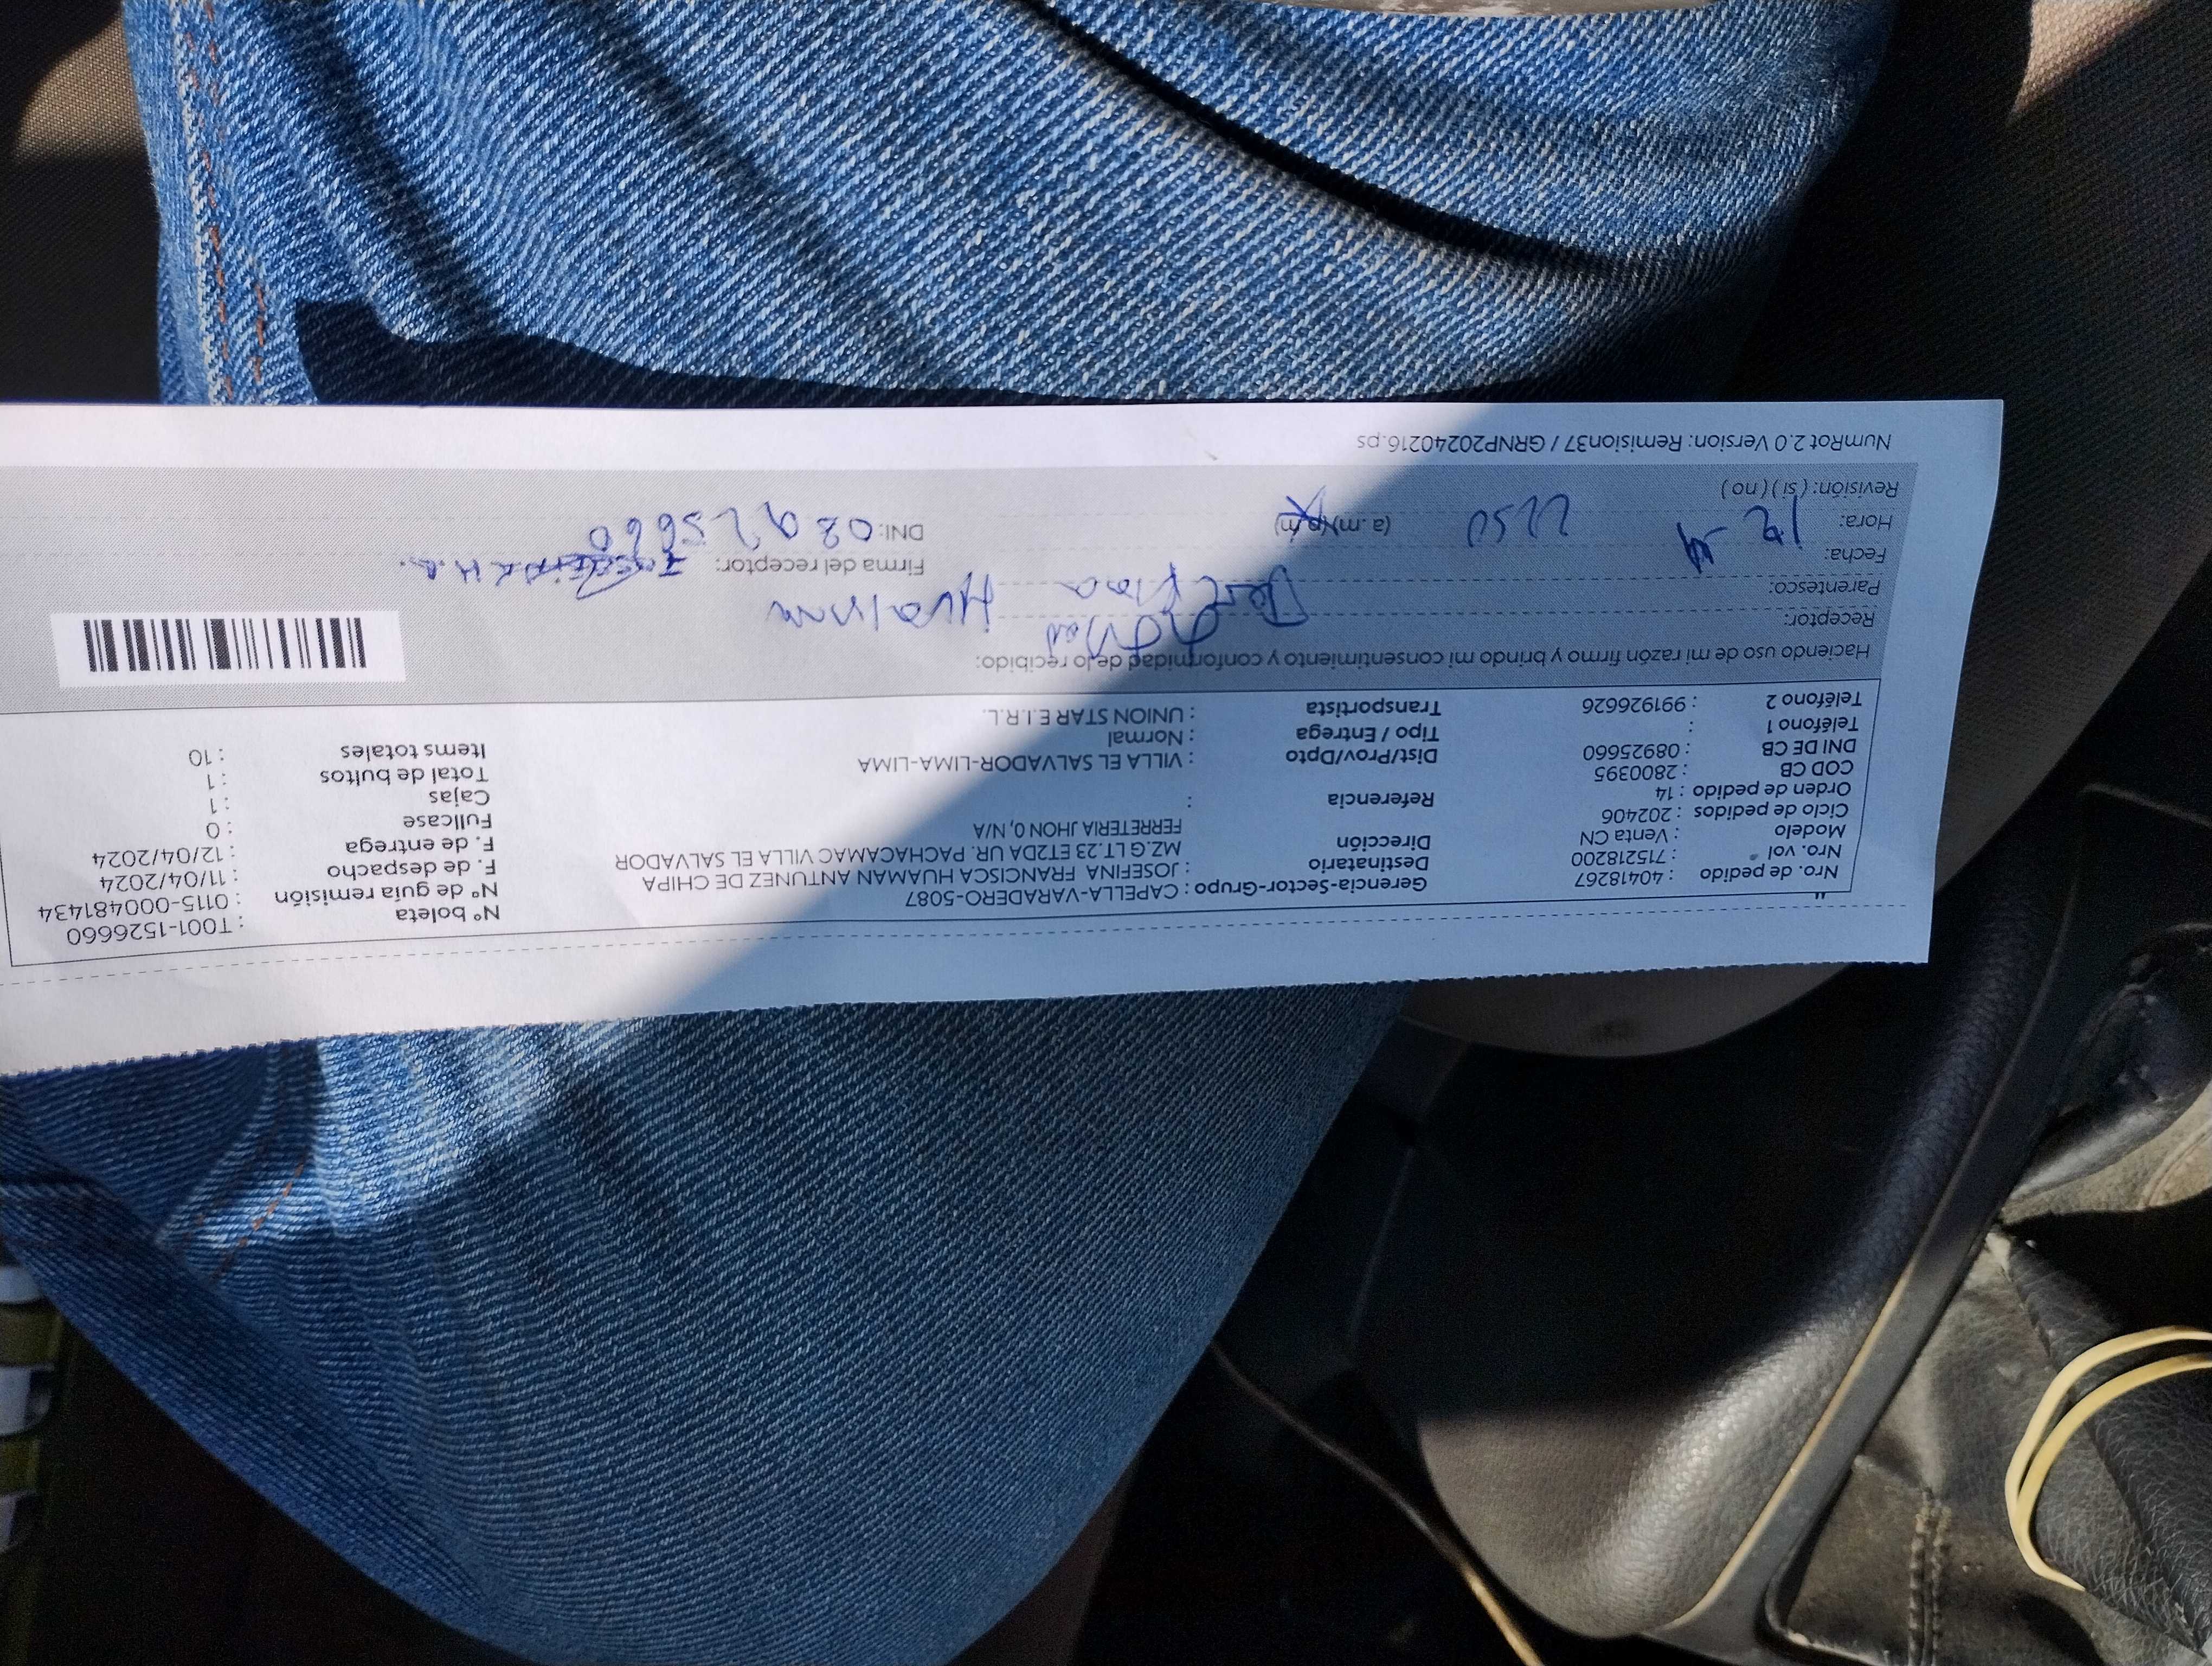 Nro. de pedido : 40418267
Nro. vol : 715218200
Modelo : Venta CN
Ciclo de pedidos : 202406
Orden de pedido : 14
COD CB : 2800395
DNI DE CB : 08925660
Teléfono 1 :
Teléfono 2 : 991926626
Gerencia-Sector-Grupo : CAPELLA-VARADERO-5087
Destinatario : JOSEFINA FRANCISCA HUAMAN ANTUNEZ DE CHIPA
Dirección MZ.G LT.23 ET2DA UR. PACHACAMAC VILLA EL SALVADOR
FERRETERIA JHON 0, N/A
Referencia :
Dist/Prov/Dpto : VILLA EL SALVADOR-LIMA-LIMA
Tipo / Entrega : Normal
Transportista : UNION STAR E.I.R.L.
N° boleta : T001-1526660
N° de guía remisión : 0115-000481434
F. de despacho : 11/04/2024
F. de entrega : 12/04/2024
Fullcase : 0
Cajas : 1
Total de bultos : 1
Items totales : 10
Haciendo uso de mi razón firmo y brindo mi consentimiento y conformidad de lo recibido:
Receptor:
Parentesco:
Fecha:
Hora: (a.m)(p.m)
Revisión: ( si ) ( no )
Firma del receptor:
DNI: 08925660
NumRot 2.0 Version: Remision37 / GRNP20240216.ps